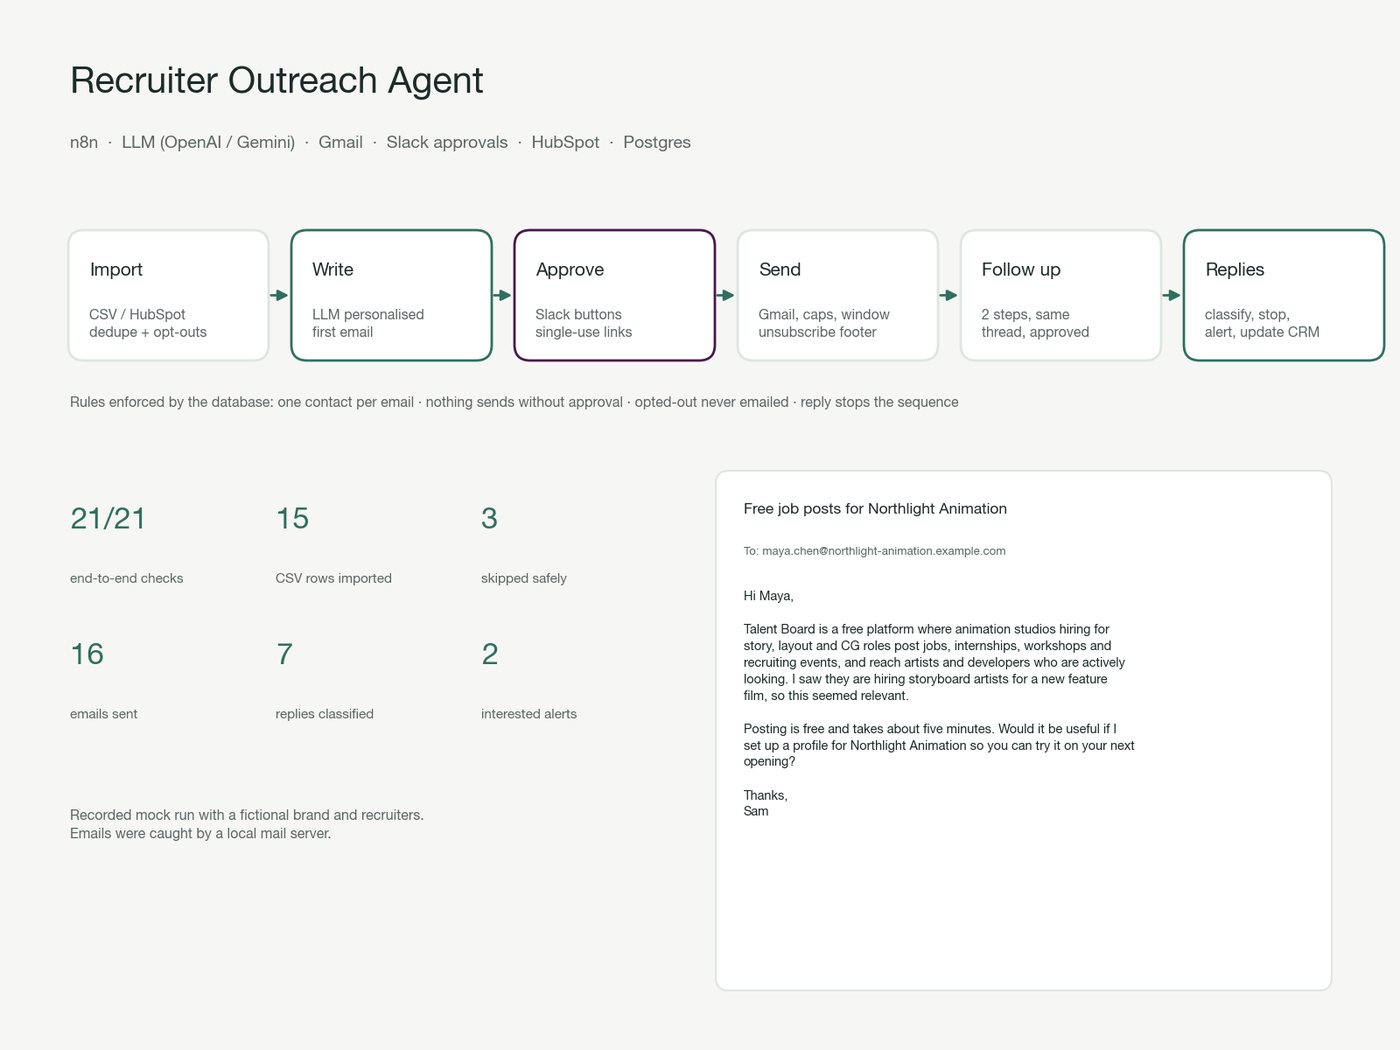 Recruiter Outreach Agent
n8n · LLM (OpenAI / Gemini) · Gmail · Slack approvals · HubSpot · Postgres
Import
CSV / HubSpot
dedupe + opt-outs
Write
LLM personalised
first email
Approve
Slack buttons
single-use links
Send
Gmail, caps, window
unsubscribe footer
Follow up
2 steps, same
thread, approved
Replies
classify, stop,
alert, update CRM
Rules enforced by the database: one contact per email · nothing sends without approval · opted-out never emailed · reply stops the sequence
21/21
end-to-end checks
15
CSV rows imported
3
skipped safely
16
emails sent
7
replies classified
2
interested alerts
Recorded mock run with a fictional brand and recruiters.
Emails were caught by a local mail server.
Free job posts for Northlight Animation
To: maya.chen@northlight-animation.example.com
Hi Maya,
Talent Board is a free platform where animation studios hiring for
story, layout and CG roles post jobs, internships, workshops and
recruiting events, and reach artists and developers who are actively
looking. I saw they are hiring storyboard artists for a new feature
film, so this seemed relevant.
Posting is free and takes about five minutes. Would it be useful if I
set up a profile for Northlight Animation so you can try it on your next
opening?
Thanks,
Sam